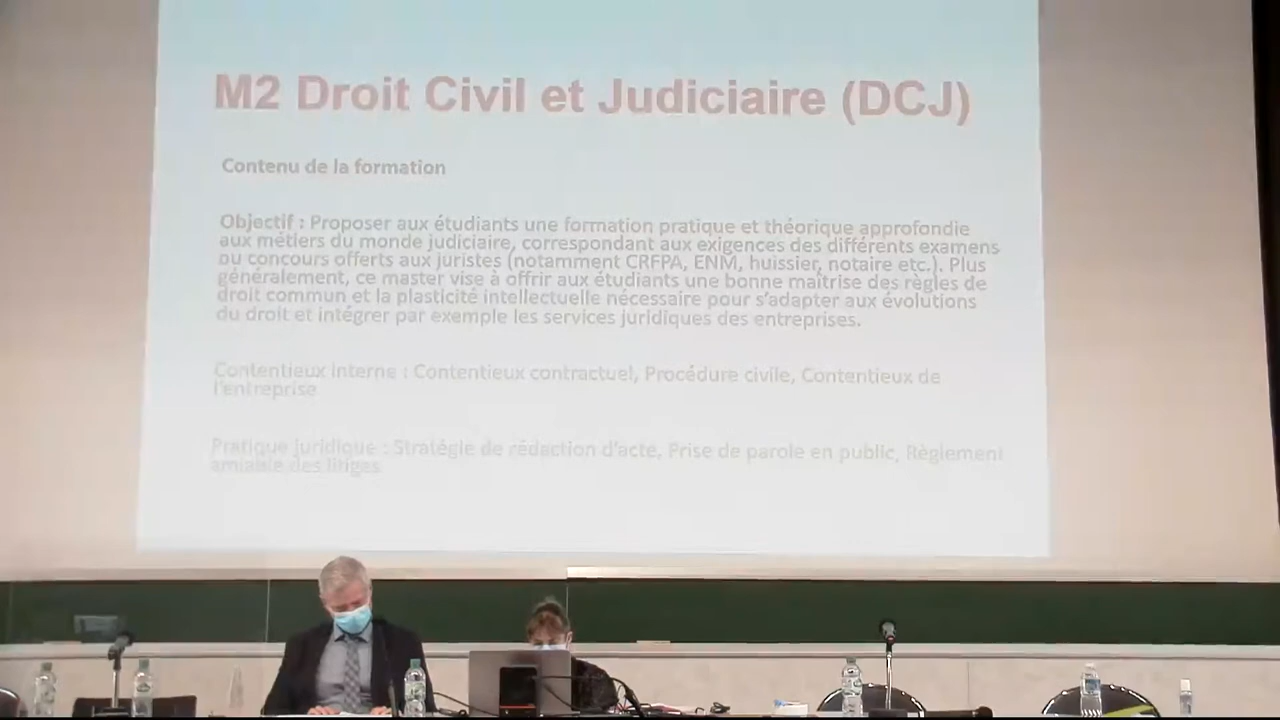 M2 Droit Civil et Judiciaire (DCJ)
Contenu de la formation
Objectif : Proposer aux étudiants une formation pratique et théorique approfondie
aux métiers du monde judiciaire, correspondant aux exigences des différents examens
ou concours offerts aux juristes (notamment CRFPA, ENM, huissier, notaire etc.). Plus
généralement, ce master vise à offrir aux étudiants une bonne maitrise des règles de
droit commun et la plasticité intellectuelle nécessaire pour s'adapter aux évolutions
du droit et intégrer par exemple les services juridiques des entreprises.
Contentieux interne : Contentieux contractuel, Procédure civile, Contentieux de
l'entreprise
Pratique juridique : Stratégie de rédaction d'acte, Prise de parole en public, Règlement
amiable des litiges